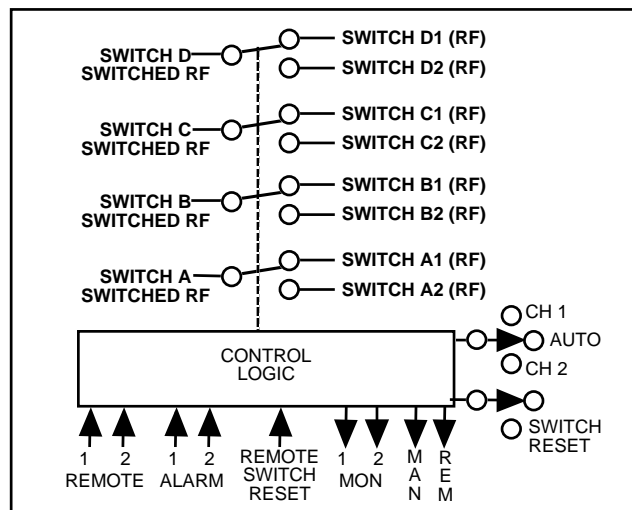 SWITCH D
SWITCHED RF
SWITCH D1 (RF)
SWITCH D2 (RF)
SWITCH C
SWITCHED RF
SWITCH C1 (RF)
SWITCH C2 (RF)
SWITCH B
SWITCHED RF
SWITCH B1 (RF)
SWITCH B2 (RF)
SWITCH A
SWITCHED RF
SWITCH A1 (RF)
SWITCH A2 (RF)
CONTROL
LOGIC
CH 1
AUTO
CH 2
SWITCH
RESET
1 2
REMOTE
1 2
ALARM
REMOTE
SWITCH
RESET
1 2
MON
MAN
REM